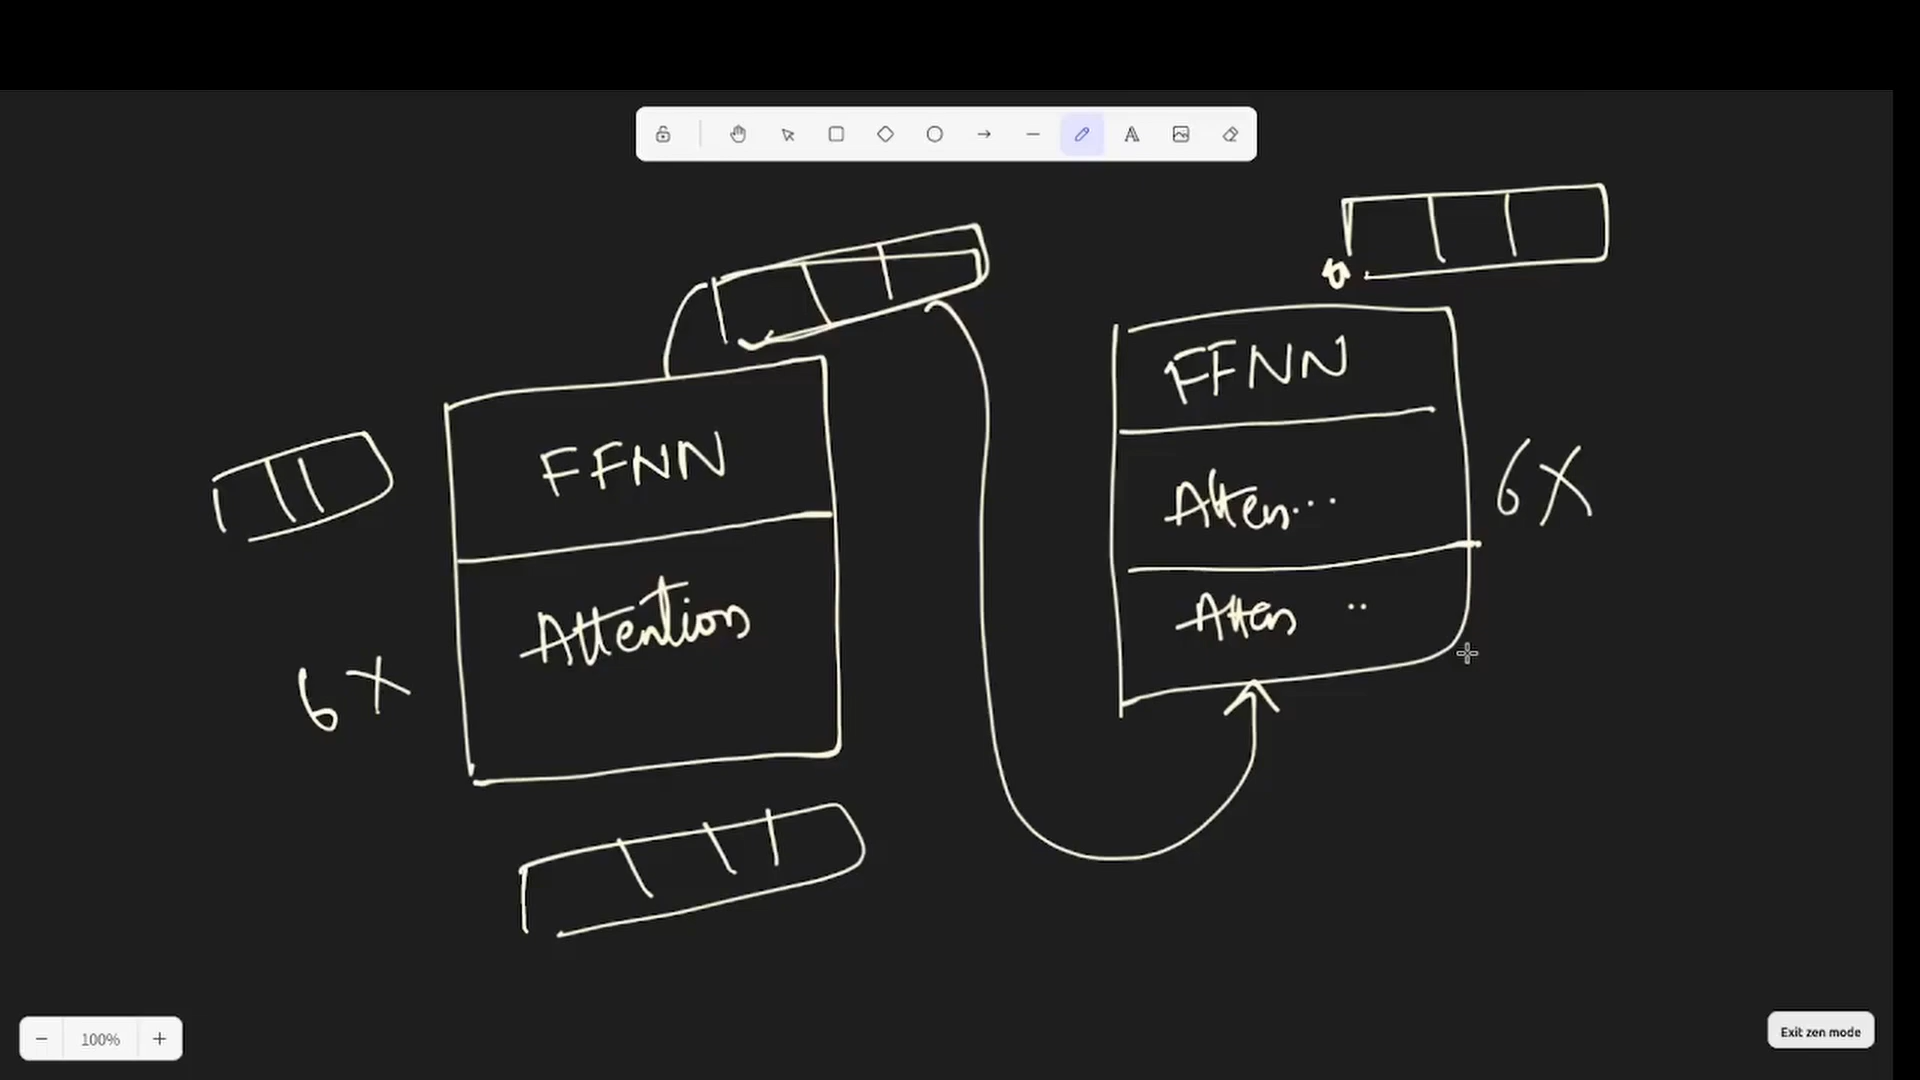 FFNN
Attention
6X
FFNN
Atten...
Atten ..
6X
100%
Exit zen mode